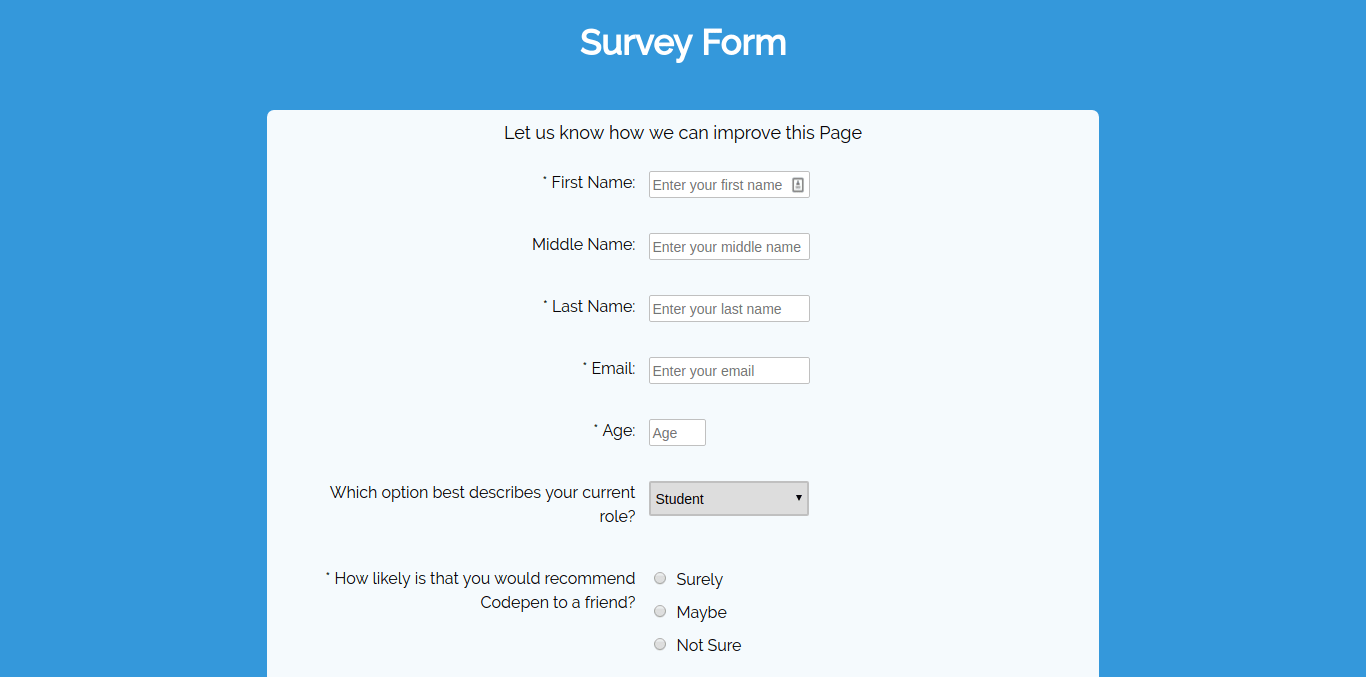 Survey Form
Let us know how we can improve this Page
* First Name: Enter your first name
Middle Name: Enter your middle name
* Last Name: Enter your last name
* Email: Enter your email
* Age: Age
Which option best describes your current Student
role?
* How likely is that you would recommend Surely
Codepen to a friend?
Maybe
Not Sure